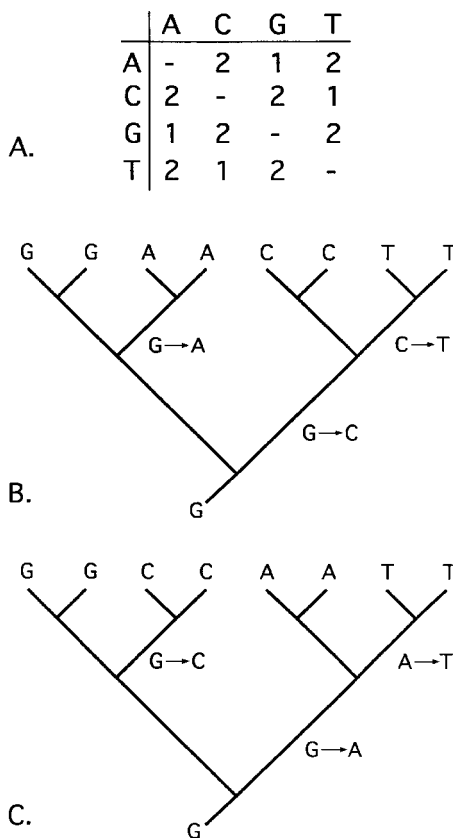 A C G T
A - 2 1 2
C 2 - 2 1
G 1 2 - 2
A.
T 2 1 2 -
G G A A C C T T
G→A
C→T
G→C
B.
G
G G C C A A T T
G→C
A→T
G→A
C.
G